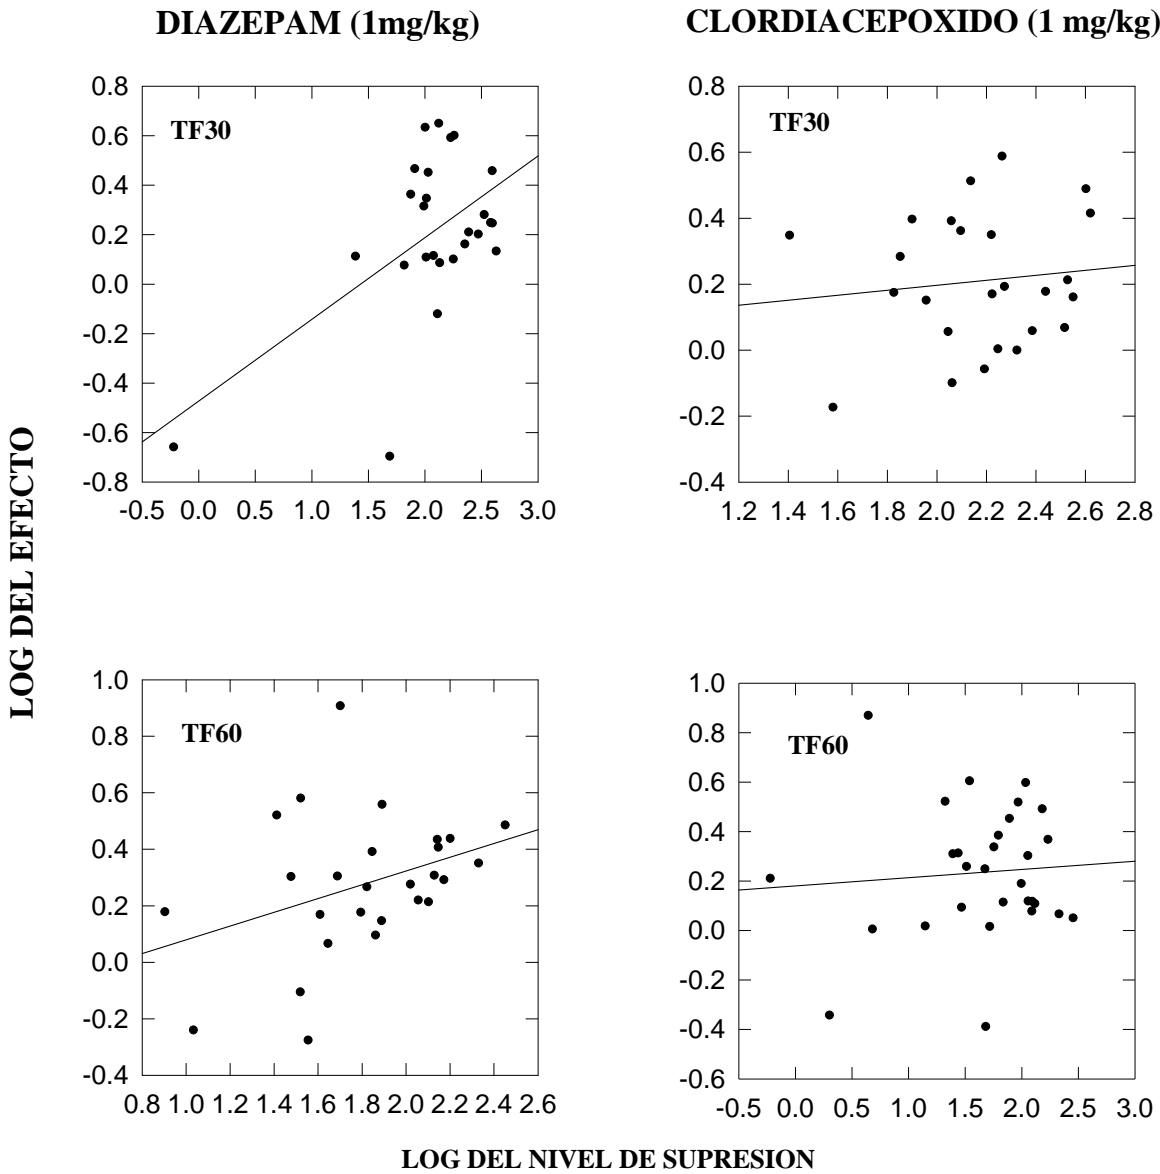 DIAZEPAM (1mg/kg)
CLORDIACEPOXIDO (1 mg/kg)
LOG DEL EFECTO
TF30
0.8
0.6
0.4
0.2
0.0
-0.2
-0.4
-0.6
-0.8
-0.5 0.0 0.5 1.0 1.5 2.0 2.5 3.0
TF30
0.8
0.6
0.4
0.2
0.0
-0.2
-0.4
1.2 1.4 1.6 1.8 2.0 2.2 2.4 2.6 2.8
TF60
1.0
0.8
0.6
0.4
0.2
0.0
-0.2
-0.4
0.8 1.0 1.2 1.4 1.6 1.8 2.0 2.2 2.4 2.6
TF60
1.0
0.8
0.6
0.4
0.2
0.0
-0.2
-0.4
-0.6
-0.5 0.0 0.5 1.0 1.5 2.0 2.5 3.0
LOG DEL NIVEL DE SUPRESION